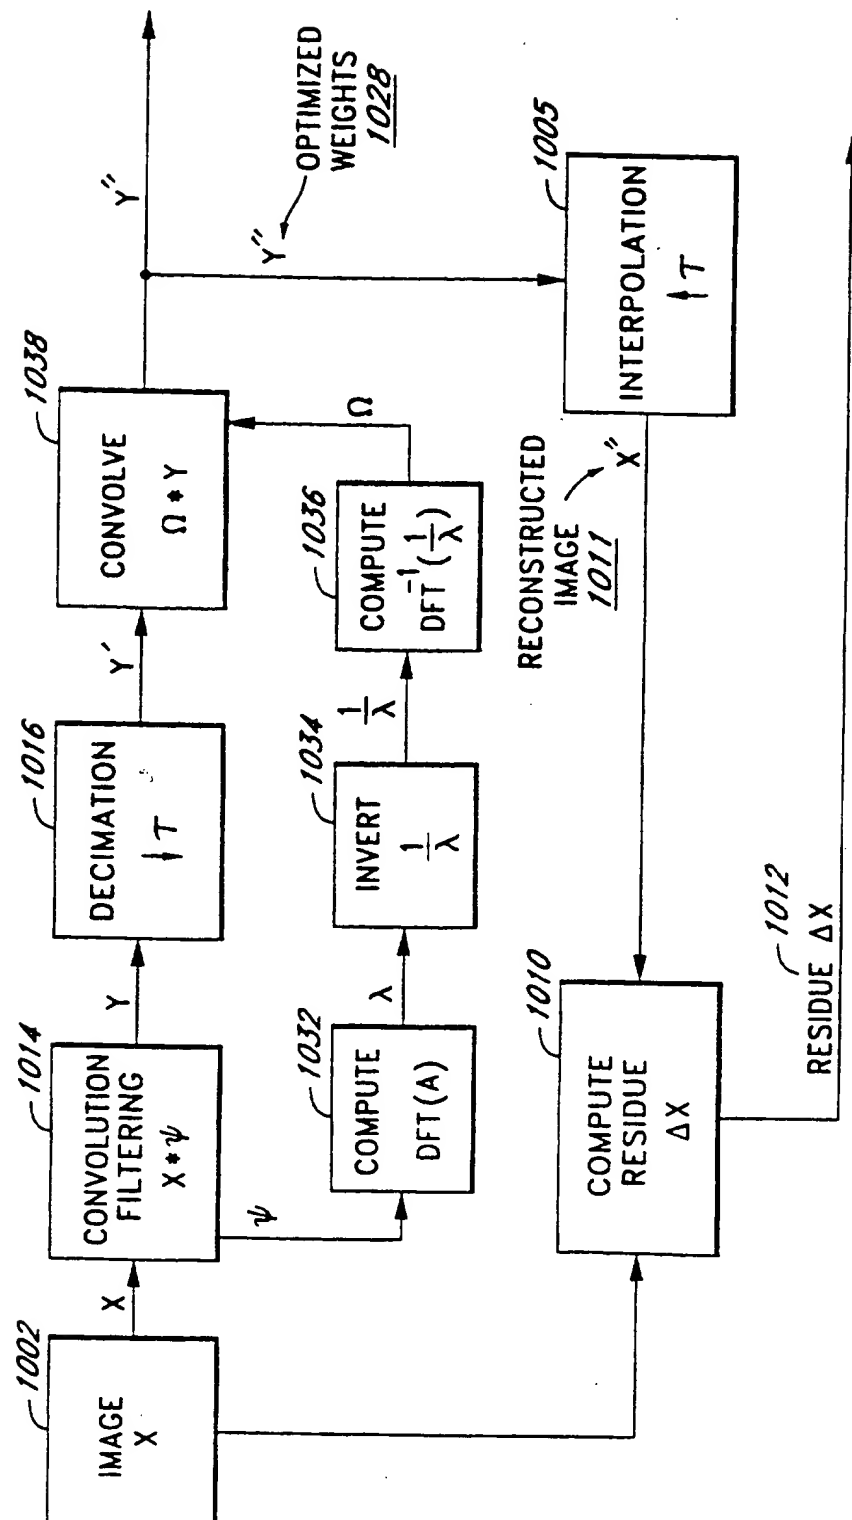 1002
IMAGE
X
X
1014
CONVOLUTION
FILTERING
X*ψ
Y
1016
DECIMATION
↓τ
Y′
1038
CONVOLVE
Ω*Y
Y″
ψ
1032
COMPUTE
DFT(A)
λ
1034
INVERT
1/λ
1/λ
1036
COMPUTE
DFT⁻¹(1/λ)
Ω
Y″
OPTIMIZED
WEIGHTS
1028
1005
INTERPOLATION
↑τ
RECONSTRUCTED
IMAGE
1011
X″
1010
COMPUTE
RESIDUE
ΔX
1012
RESIDUE ΔX